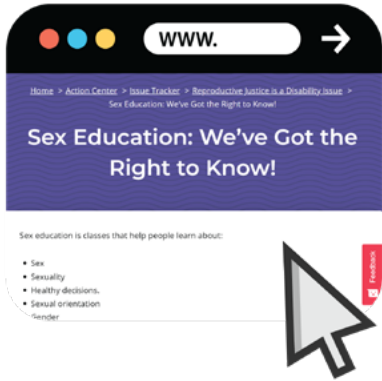 www.
Home > Action Center > Issue Tracker > Reproductive Justice is a Disability Issue >
Sex Education: We've Got the Right to Know!
Sex Education: We've Got the
Right to Know!
Sex education is classes that help people learn about:
• Sex
• Sexuality
• Healthy decisions.
• Sexual orientation
• Gender
Feedback